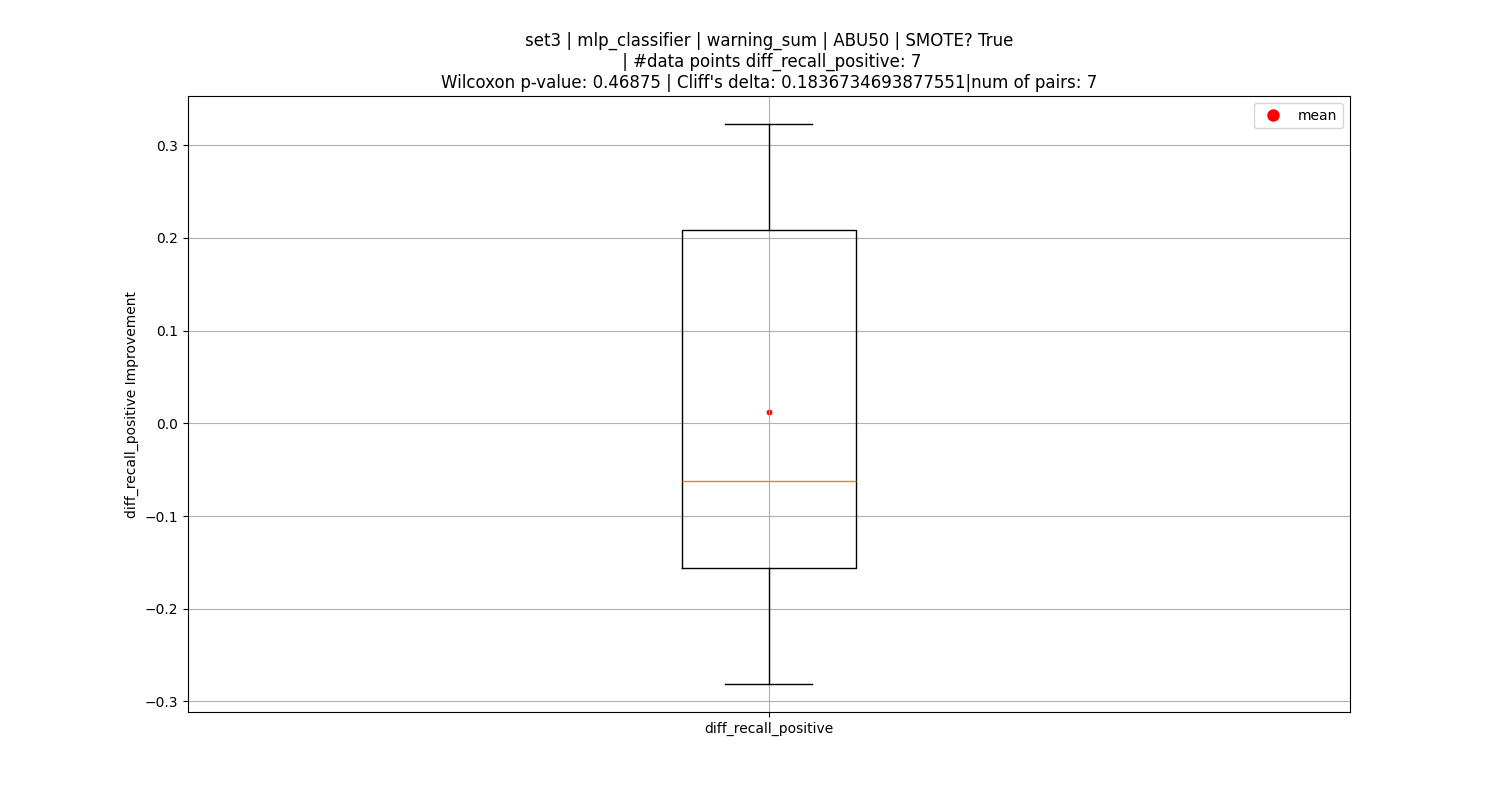 set3 | mlp_classifier | warning_sum | ABU50 | SMOTE? True
| #data points diff_recall_positive: 7
Wilcoxon p-value: 0.46875 | Cliff's delta: 0.1836734693877551|num of pairs: 7
mean
0.3
0.2
0.1
0.0
−0.1
−0.2
−0.3
diff_recall_positive Improvement
diff_recall_positive